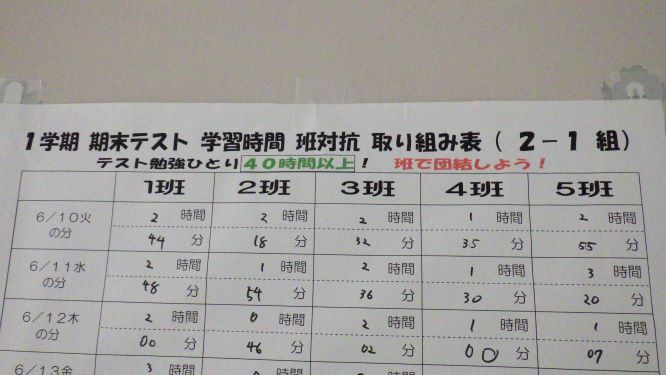 1学期 期末テスト 学習時間 班対抗 取り組み表( 2-1 組)
テスト勉強ひとり40時間以上! 班で団結しよう!
1班 2班 3班 4班 5班
6/10火 2 時間 2 時間 2 時間 1 時間 2 時間
の分 44 分 18 分 32 分 35 分 55 分
6/11水 2 時間 1 時間 2 時間 1 時間 3 時間
の分 48 分 54 分 36 分 30 分 20 分
6/12木 2 時間 0 時間 2 時間 1 時間 1 時間
の分 00 分 46 分 02 分 00 分 07 分
6/13金 3 時間 時間 時間 時間 時間